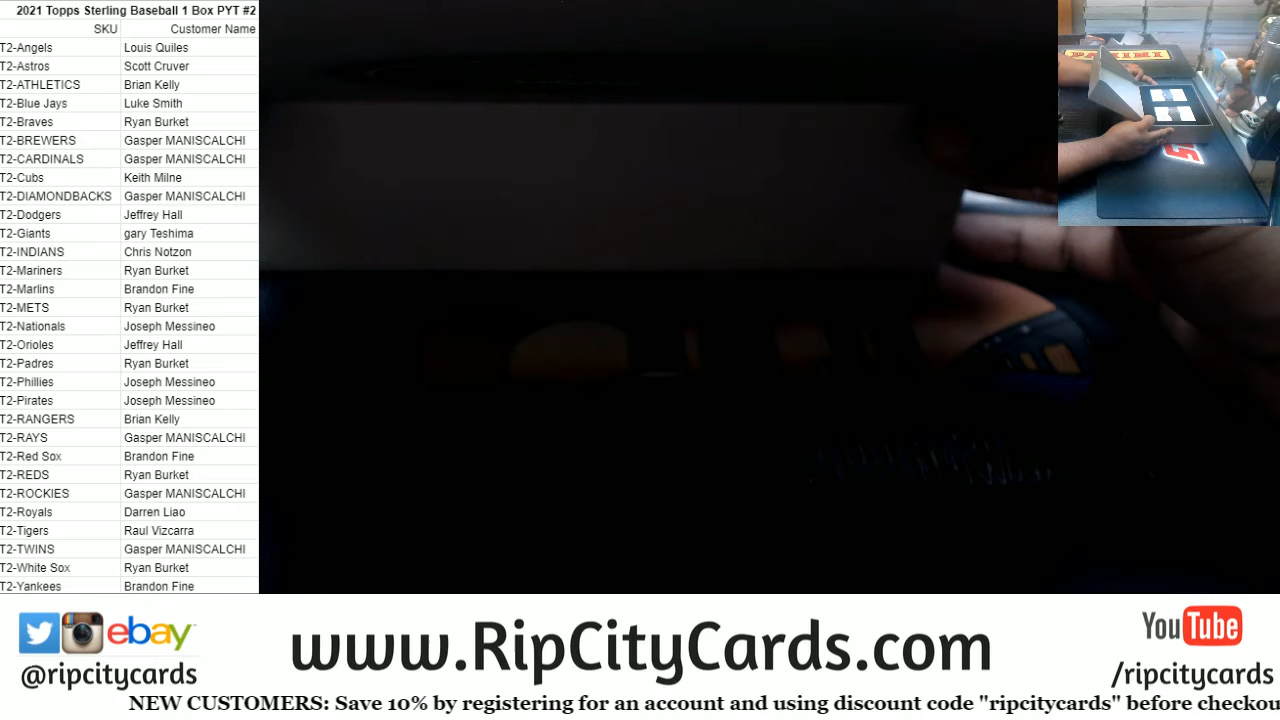 2021 Topps Sterling Baseball 1 Box PYT #2
SKU Customer Name
T2-Angels Louis Quiles
T2-Astros Scott Cruver
T2-ATHLETICS Brian Kelly
T2-Blue Jays Luke Smith
T2-Braves Ryan Burket
T2-BREWERS Gasper MANISCALCHI
T2-CARDINALS Gasper MANISCALCHI
T2-Cubs Keith Milne
T2-DIAMONDBACKS Gasper MANISCALCHI
T2-Dodgers Jeffrey Hall
T2-Giants gary Teshima
T2-INDIANS Chris Notzon
T2-Mariners Ryan Burket
T2-Marlins Brandon Fine
T2-METS Ryan Burket
T2-Nationals Joseph Messineo
T2-Orioles Jeffrey Hall
T2-Padres Ryan Burket
T2-Phillies Joseph Messineo
T2-Pirates Joseph Messineo
T2-RANGERS Brian Kelly
T2-RAYS Gasper MANISCALCHI
T2-Red Sox Brandon Fine
T2-REDS Ryan Burket
T2-ROCKIES Gasper MANISCALCHI
T2-Royals Darren Liao
T2-Tigers Raul Vizcarra
T2-TWINS Gasper MANISCALCHI
T2-White Sox Ryan Burket
T2-Yankees Brandon Fine
PANINI
ebay
@ripcitycards
www.RipCityCards.com
YouTube
/ripcitycards
NEW CUSTOMERS: Save 10% by registering for an account and using discount code "ripcitycards" before checkou